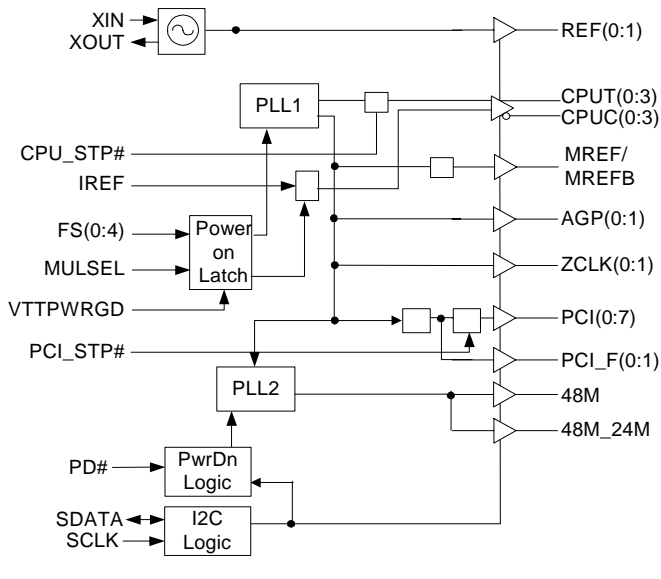 XIN
XOUT
REF(0:1)
PLL1
CPUT(0:3)
CPUC(0:3)
CPU_STP#
MREF/
MREFB
IREF
FS(0:4)
Power
on
Latch
AGP(0:1)
MULSEL
ZCLK(0:1)
VTTPWRGD
PCI(0:7)
PCI_STP#
PCI_F(0:1)
PLL2
48M
48M_24M
PD#
PwrDn
Logic
SDATA
SCLK
I2C
Logic